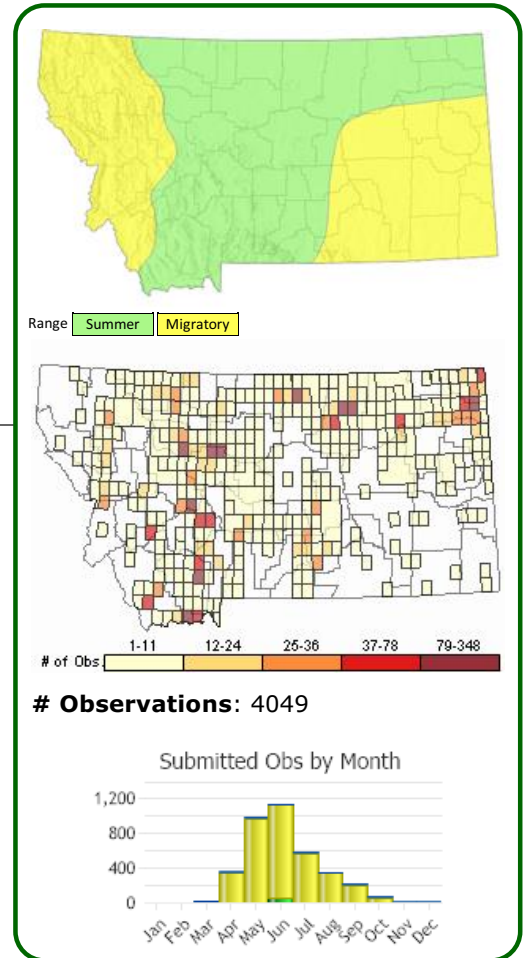 Range Summer Migratory
1-11 12-24 25-36 37-78 79-348
# of Obs.
# Observations: 4049
Submitted Obs by Month
1,200
800
400
0
Jan Feb Mar Apr May Jun Jul Aug Sep Oct Nov Dec